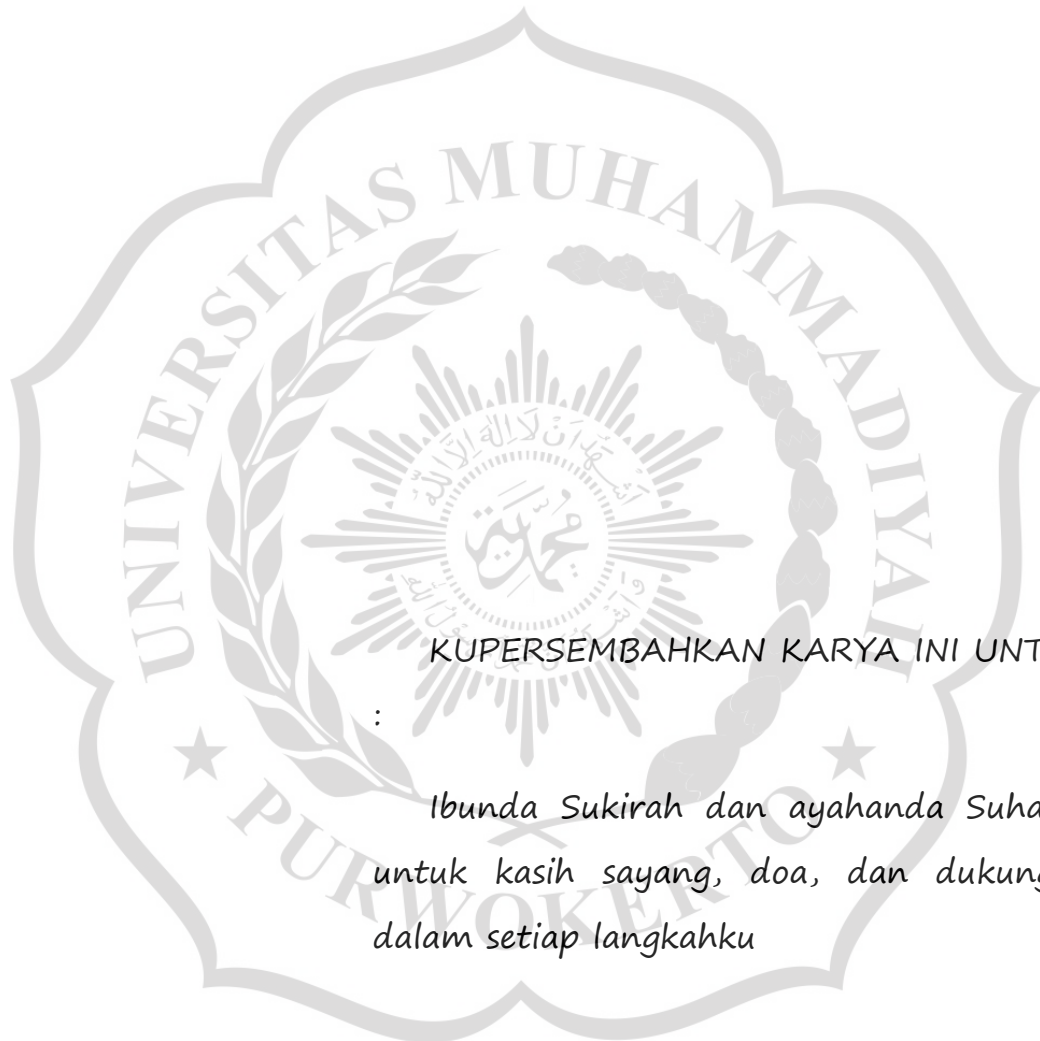 UNIVERSITAS MUHAMMADIYAH
PURWOKERTO
KUPERSEMBAHKAN KARYA INI UNT
:
Ibunda Sukirah dan ayahanda Suha
untuk kasih sayang, doa, dan dukung
dalam setiap langkahku